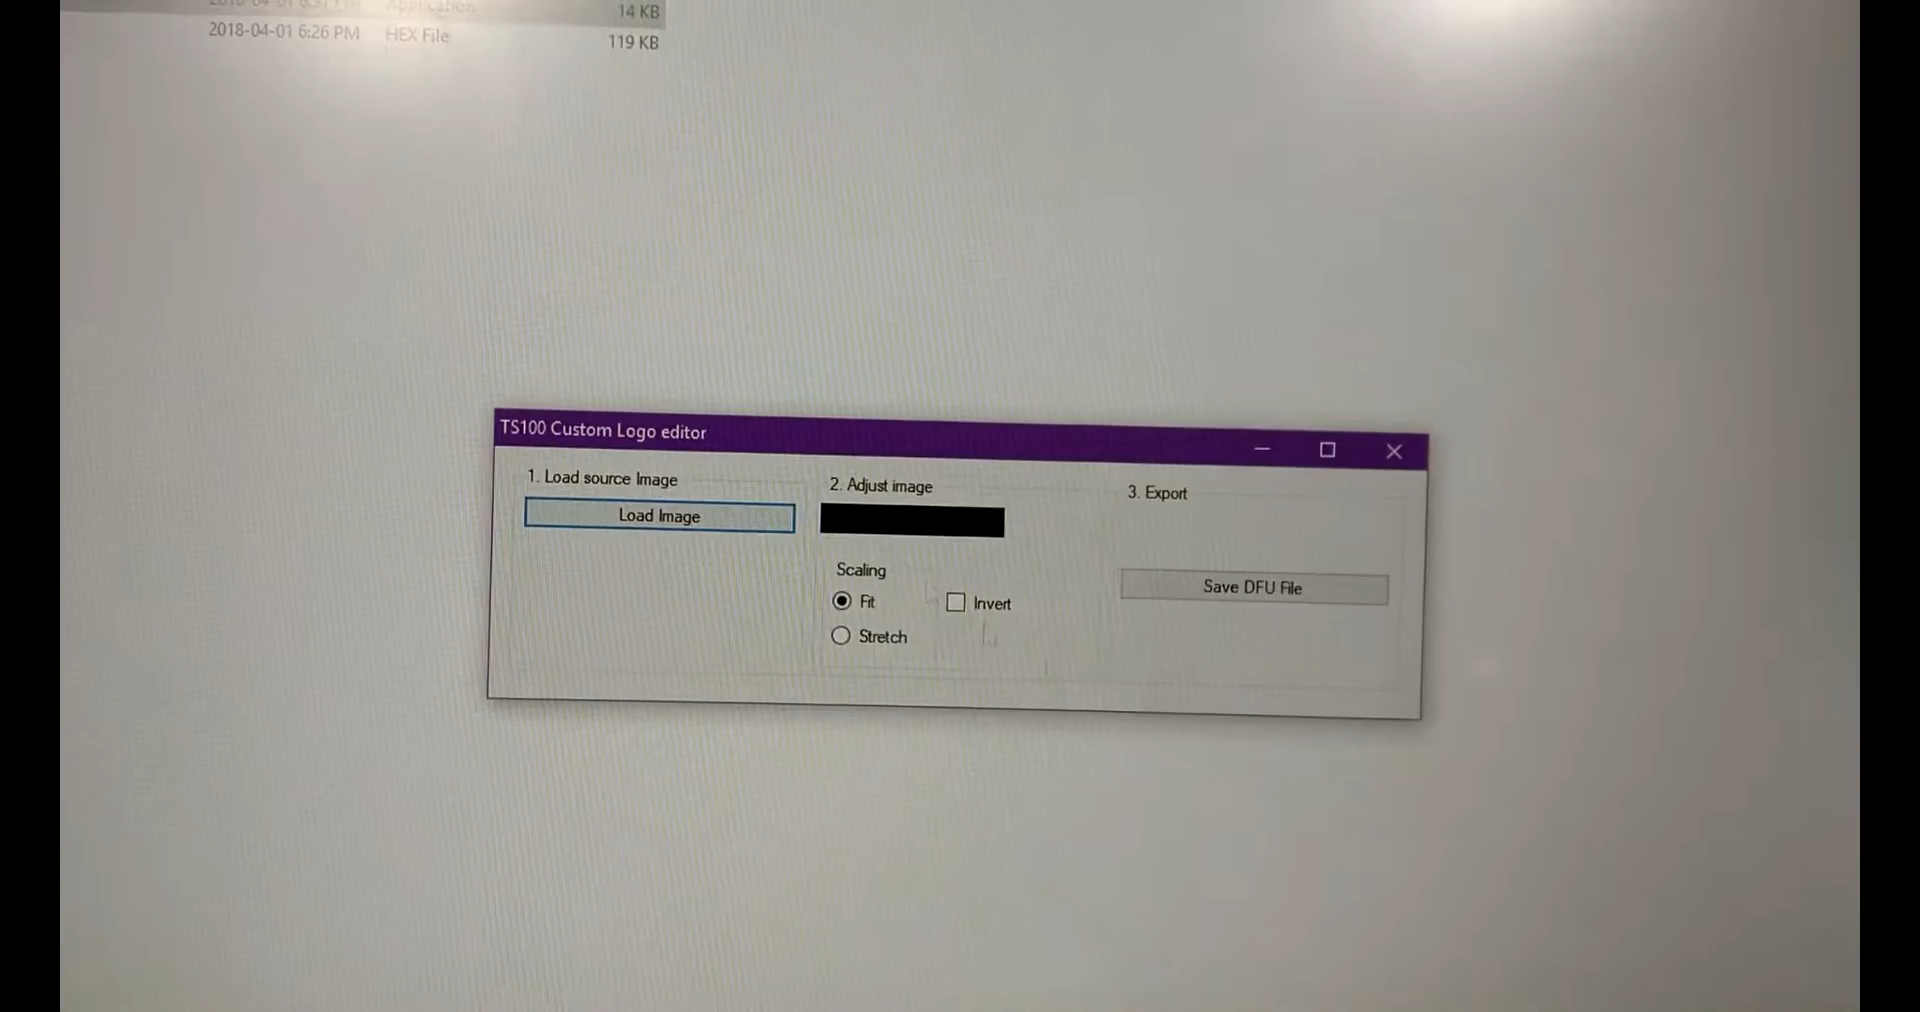 Application 14 KB
2018-04-01 6:26 PM HEX File 119 KB
TS100 Custom Logo editor
1. Load source Image
Load Image
2. Adjust image
Scaling
Fit
Invert
Stretch
3. Export
Save DFU File